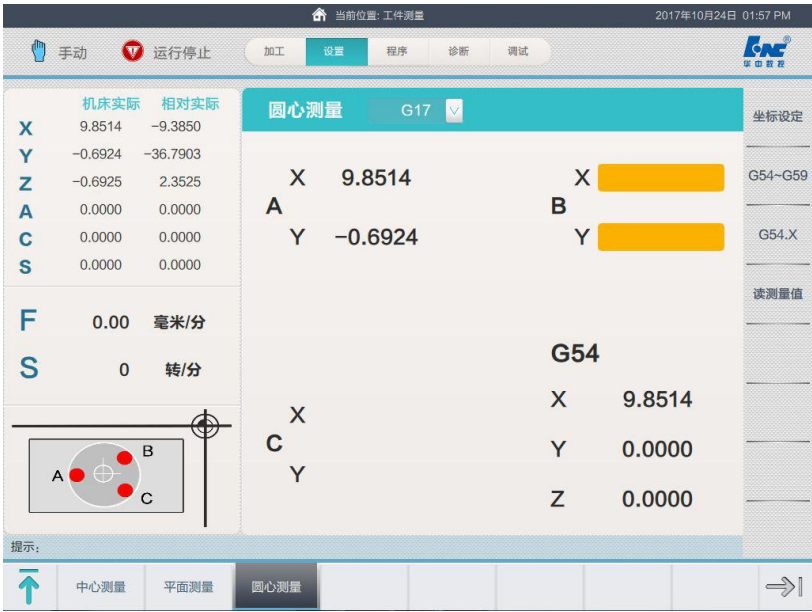 当前位置: 工件测量 2017年10月24日 01:57 PM
手动 运行停止 加工 设置 程序 诊断 调试 HNC® 华中数控
机床实际 相对实际
X 9.8514 -9.3850
Y -0.6924 -36.7903
Z -0.6925 2.3525
A 0.0000 0.0000
C 0.0000 0.0000
S 0.0000 0.0000
F 0.00 毫米/分
S 0 转/分
A B C
圆心测量 G17
A X 9.8514
Y -0.6924
B X
Y
C X
Y
G54
X 9.8514
Y 0.0000
Z 0.0000
坐标设定
G54~G59
G54.X
读测量值
提示:
中心测量 平面测量 圆心测量